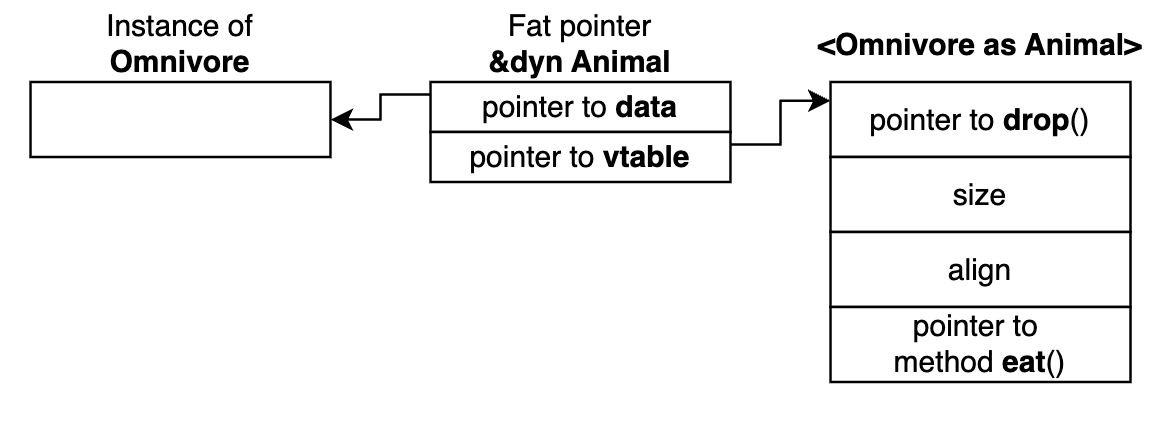 Instance of
Omnivore
Fat pointer
&dyn Animal
pointer to data
pointer to vtable
<Omnivore as Animal>
pointer to drop()
size
align
pointer to
method eat()